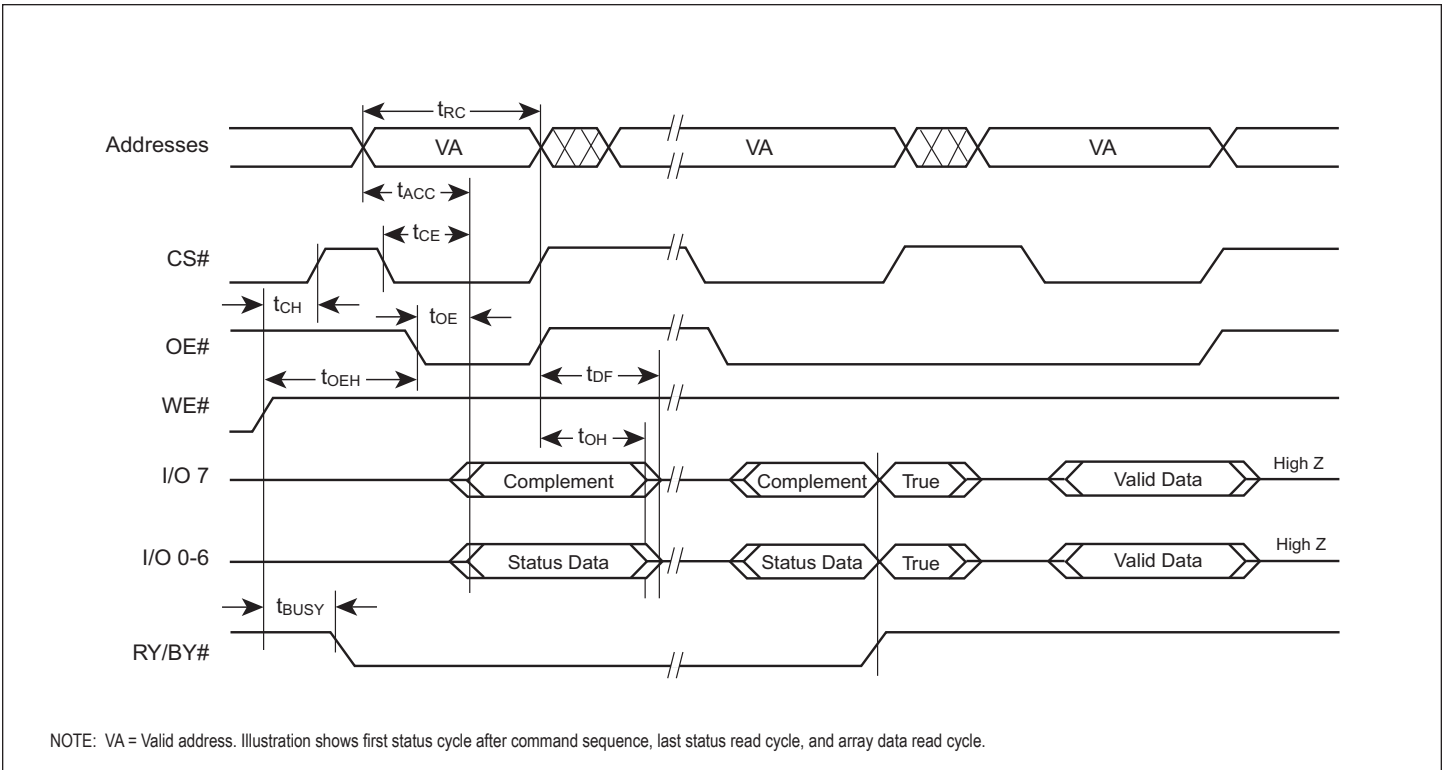 tRC
Addresses VA VA VA
tACC
tCE
CS#
tCH tOE
OE#
tOEH tDF
WE#
tOH
I/O 7 Complement Complement True Valid Data High Z
I/O 0-6 Status Data Status Data True Valid Data High Z
tBUSY
RY/BY#
NOTE: VA = Valid address. Illustration shows first status cycle after command sequence, last status read cycle, and array data read cycle.